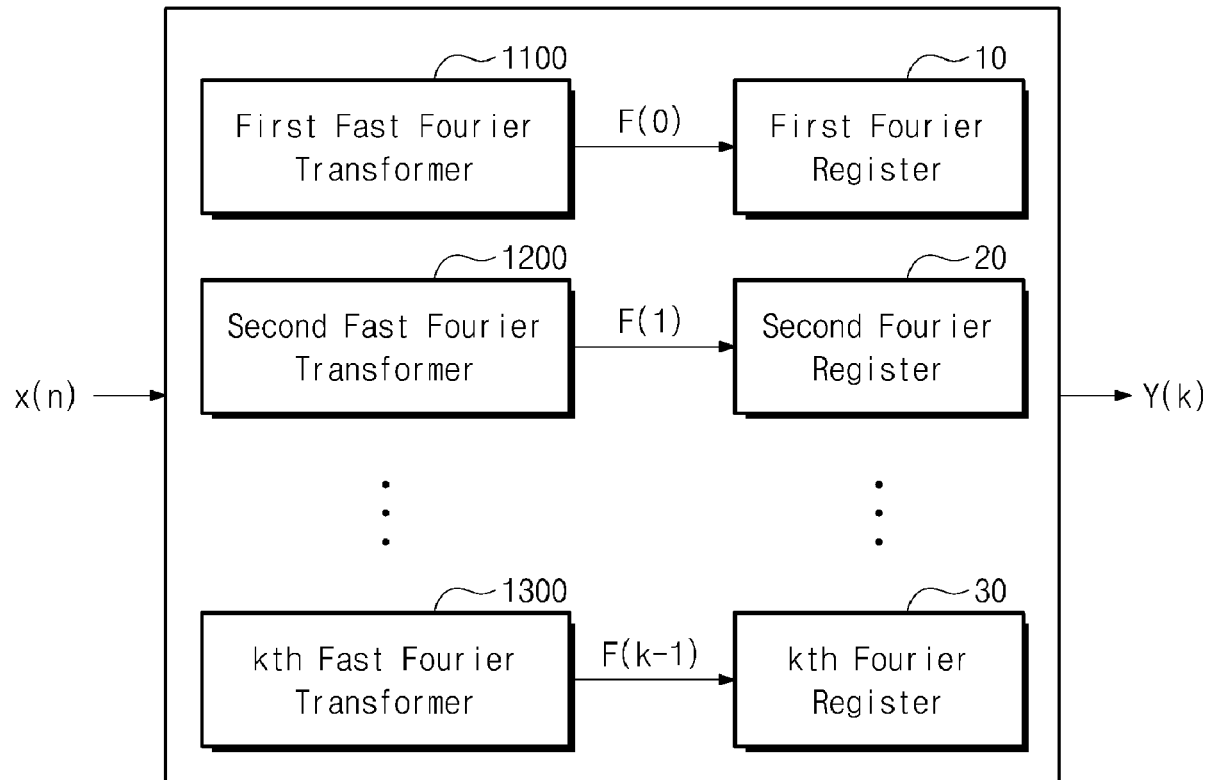 1100
10
First Fast Fourier
Transformer
F(0)
First Fourier
Register
1200
20
Second Fast Fourier
Transformer
F(1)
Second Fourier
Register
x(n)
Y(k)
1300
30
kth Fast Fourier
Transformer
F(k-1)
kth Fourier
Register